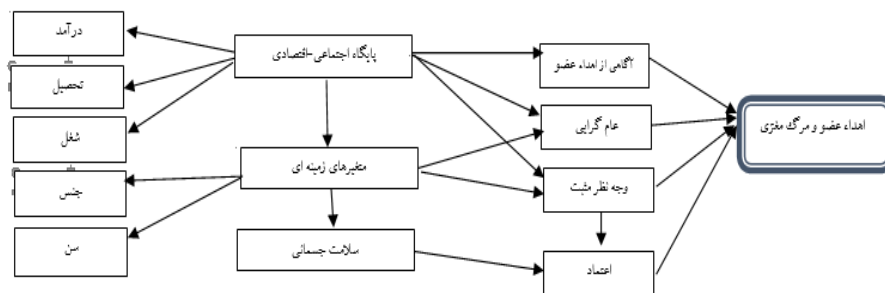 درآمد
تحصیل
شغل
جنس
سن
پایگاه اجتماعی-اقتصادی
متغیرهای زمینه ای
سلامت جسمانی
آگاهی از اهداء عضو
عام گرایی
وجه نظر مثبت
اعتماد
اهداء عضو و مرگ مغزی